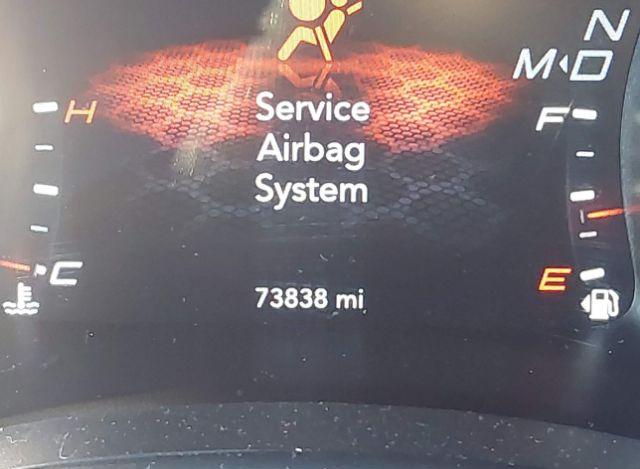 N
M◂D
H
F
Service
Airbag
System
C
E
73838 mi